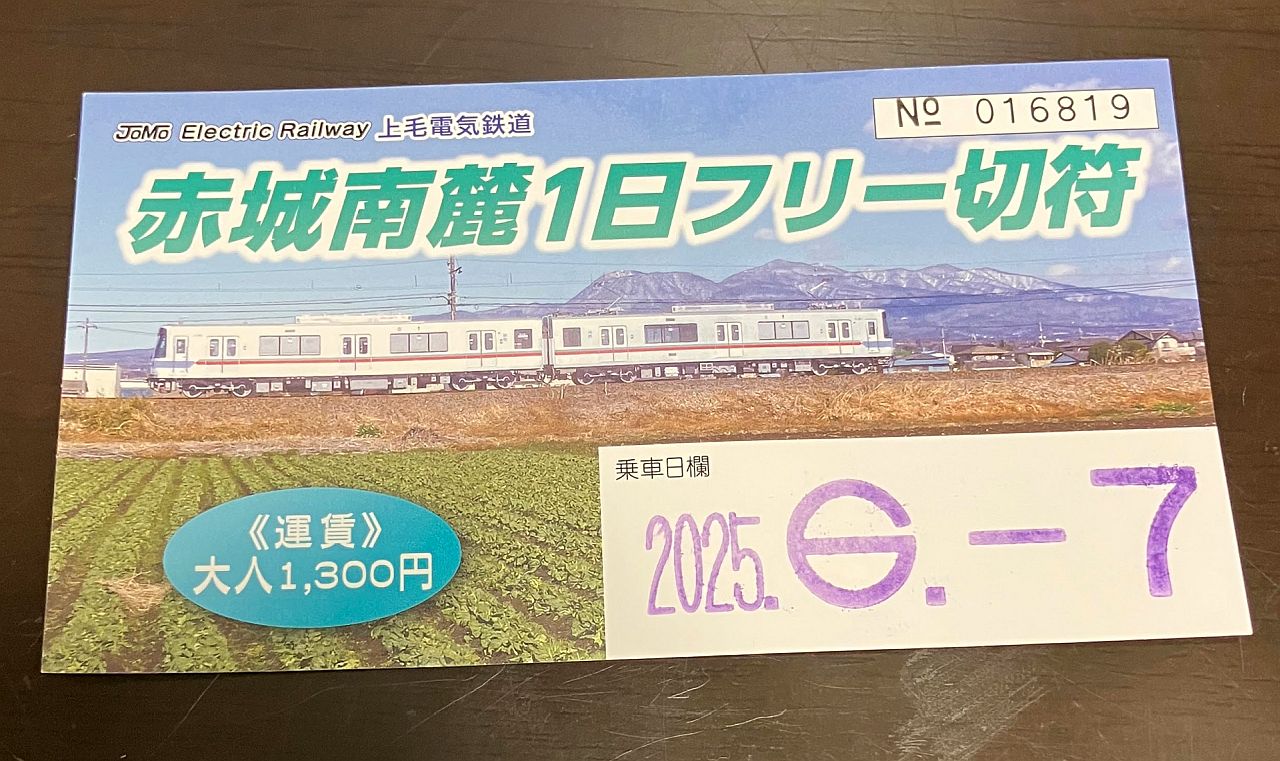 JoMo Electric Railway 上毛電気鉄道
No 016819
赤城南麓1日フリー切符
乗車日欄
2025.6.-7
《運賃》
大人1,300円